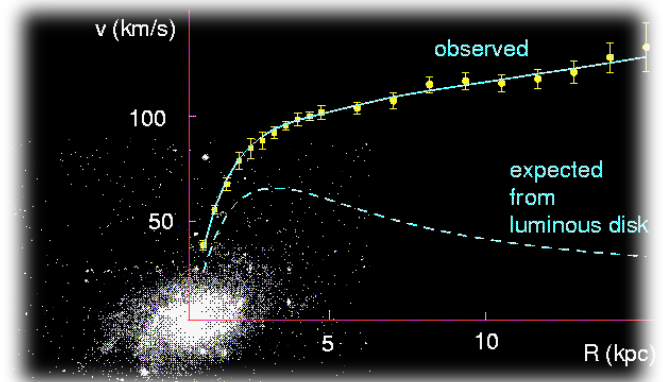 v (km/s)
observed
100
expected
from
luminous disk
50
5
10
R (kpc)